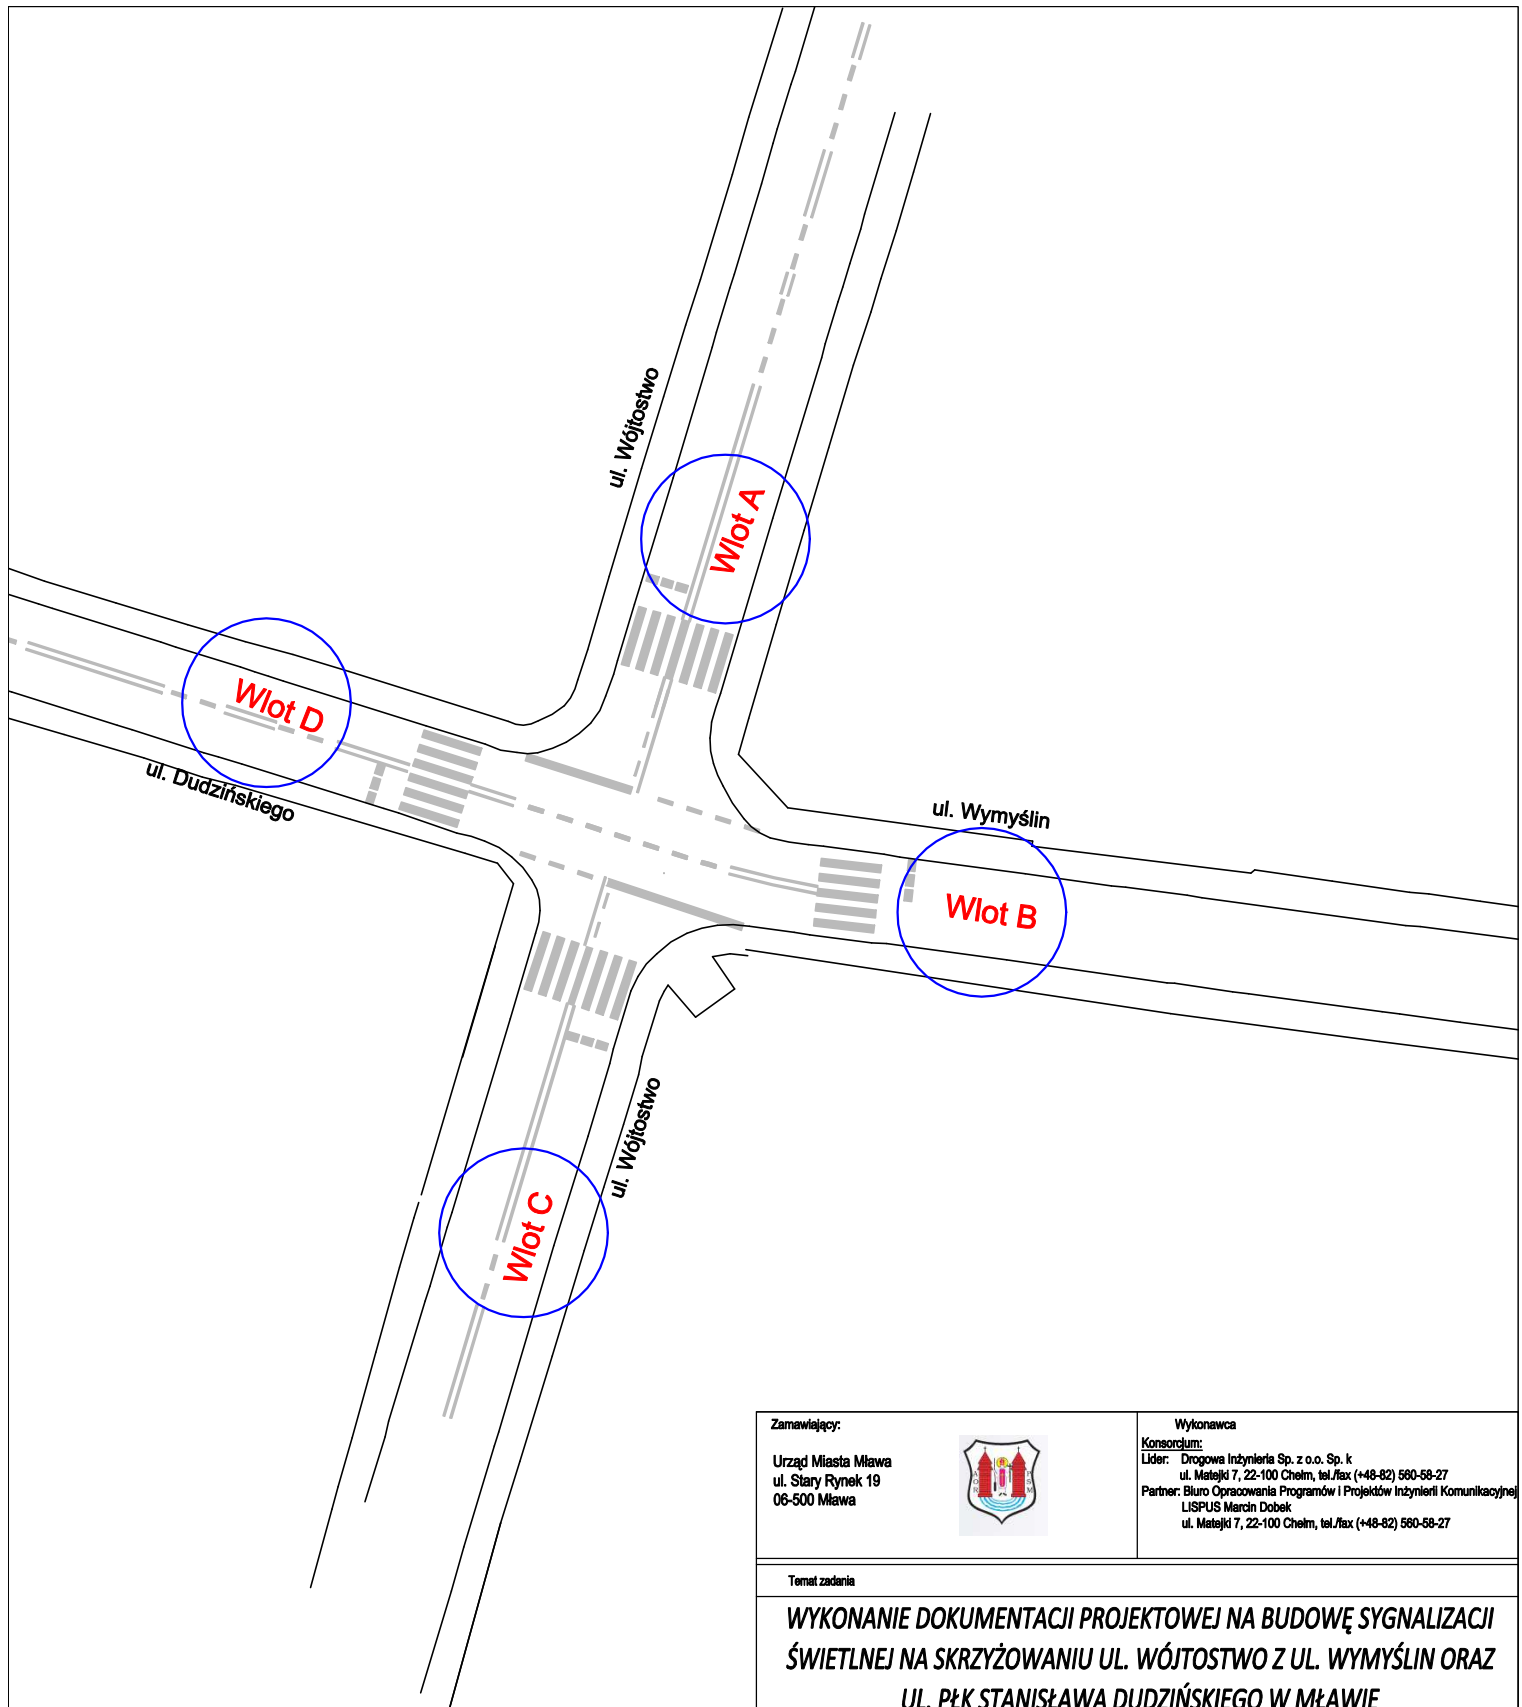 ul. Wójtostwo
Wlot A
Wlot D
ul. Dudzińskiego
ul. Wymyślin
Wlot B
ul. Wójtostwo
Wlot C
Zamawiający:
Urząd Miasta Mława
ul. Stary Rynek 19
06-500 Mława
Wykonawca
Konsorcjum:
Lider: Drogowa Inżynieria Sp. z o.o. Sp. k
ul. Matejki 7, 22-100 Chełm, tel./fax (+48-82) 560-58-27
Partner: Biuro Opracowania Programów i Projektów Inżynierii Komunikacyjnej
LISPUS Marcin Dobek
ul. Matejki 7, 22-100 Chełm, tel./fax (+48-82) 560-58-27
Temat zadania
WYKONANIE DOKUMENTACJI PROJEKTOWEJ NA BUDOWĘ SYGNALIZACJI
ŚWIETLNEJ NA SKRZYŻOWANIU UL. WÓJTOSTWO Z UL. WYMYŚLIN ORAZ
UL. PŁK STANISŁAWA DUDZIŃSKIEGO W MŁAWIE